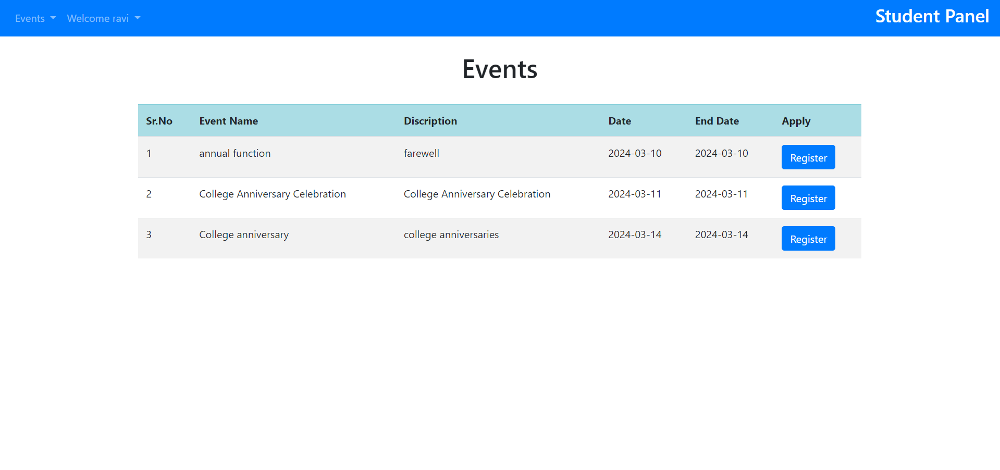 Events Welcome ravi Student Panel
Events
Sr.No Event Name Discription Date End Date Apply
1 annual function farewell 2024-03-10 2024-03-10 Register
2 College Anniversary Celebration College Anniversary Celebration 2024-03-11 2024-03-11 Register
3 College anniversary college anniversaries 2024-03-14 2024-03-14 Register